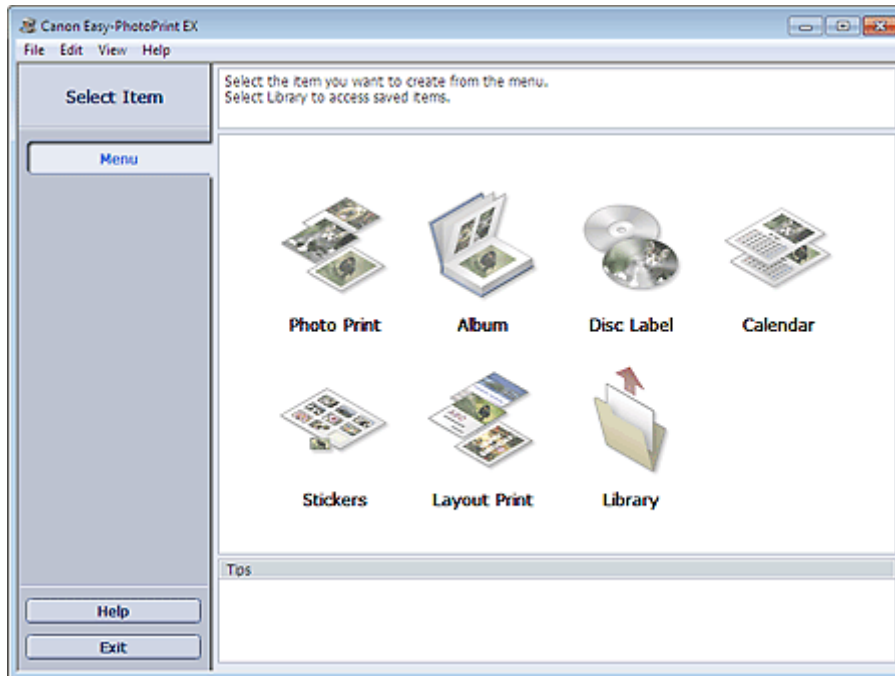 Canon Easy-PhotoPrint EX
File Edit View Help
Select Item
Select the item you want to create from the menu.
Select Library to access saved items.
Menu
Photo Print Album Disc Label Calendar
Stickers Layout Print Library
Tips
Help
Exit